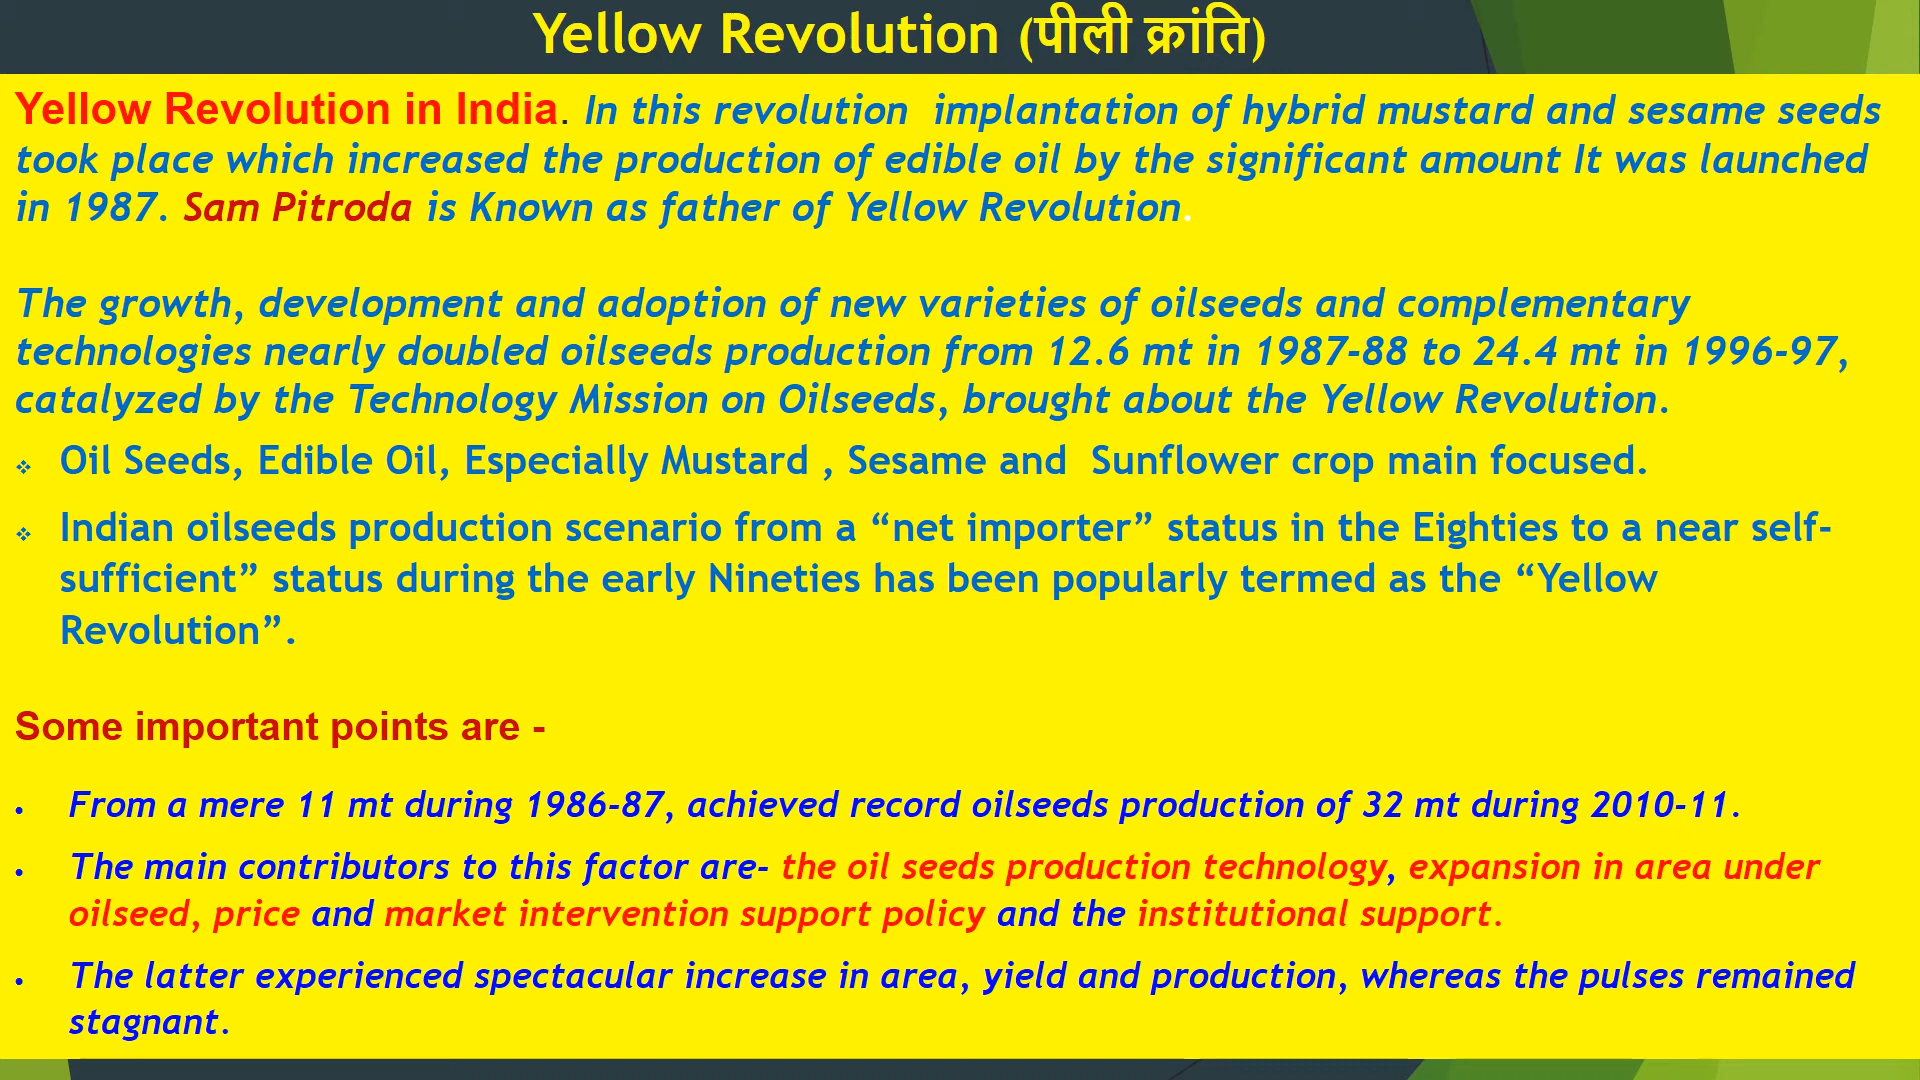 Yellow Revolution (पीली क्रांति)
Yellow Revolution in India. In this revolution implantation of hybrid mustard and sesame seeds
took place which increased the production of edible oil by the significant amount It was launched
in 1987. Sam Pitroda is Known as father of Yellow Revolution.
The growth, development and adoption of new varieties of oilseeds and complementary
technologies nearly doubled oilseeds production from 12.6 mt in 1987-88 to 24.4 mt in 1996-97,
catalyzed by the Technology Mission on Oilseeds, brought about the Yellow Revolution.
❖ Oil Seeds, Edible Oil, Especially Mustard , Sesame and Sunflower crop main focused.
❖ Indian oilseeds production scenario from a “net importer” status in the Eighties to a near self-
sufficient” status during the early Nineties has been popularly termed as the “Yellow
Revolution”.
Some important points are -
• From a mere 11 mt during 1986-87, achieved record oilseeds production of 32 mt during 2010-11.
• The main contributors to this factor are- the oil seeds production technology, expansion in area under
oilseed, price and market intervention support policy and the institutional support.
• The latter experienced spectacular increase in area, yield and production, whereas the pulses remained
stagnant.